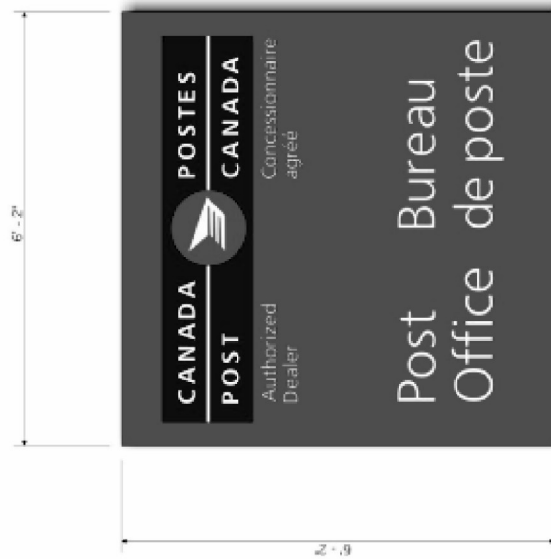 6' - 2"
CANADA POSTES
POST CANADA
Authorized Concessionnaire
Dealer agréé
Post Bureau
Office de poste
6' - 2"